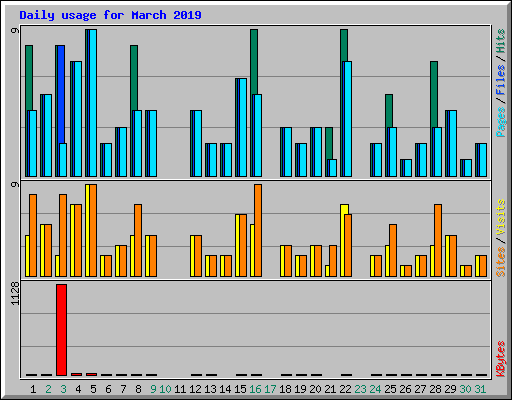 Daily usage for March 2019
9
Pages / Files / Hits
9
Sites / Visits
1128
KBytes
1 2 3 4 5 6 7 8 9 10 11 12 13 14 15 16 17 18 19 20 21 22 23 24 25 26 27 28 29 30 31